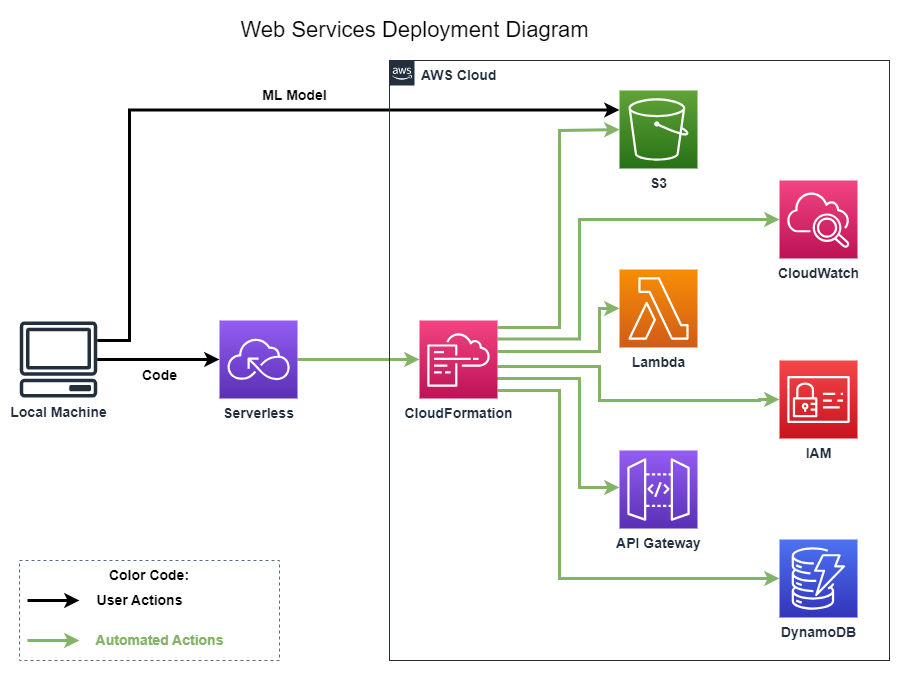 Web Services Deployment Diagram
aws
AWS Cloud
ML Model
S3
CloudWatch
Lambda
Code
Local Machine
Serverless
CloudFormation
IAM
</>
API Gateway
Color Code:
User Actions
Automated Actions
DynamoDB